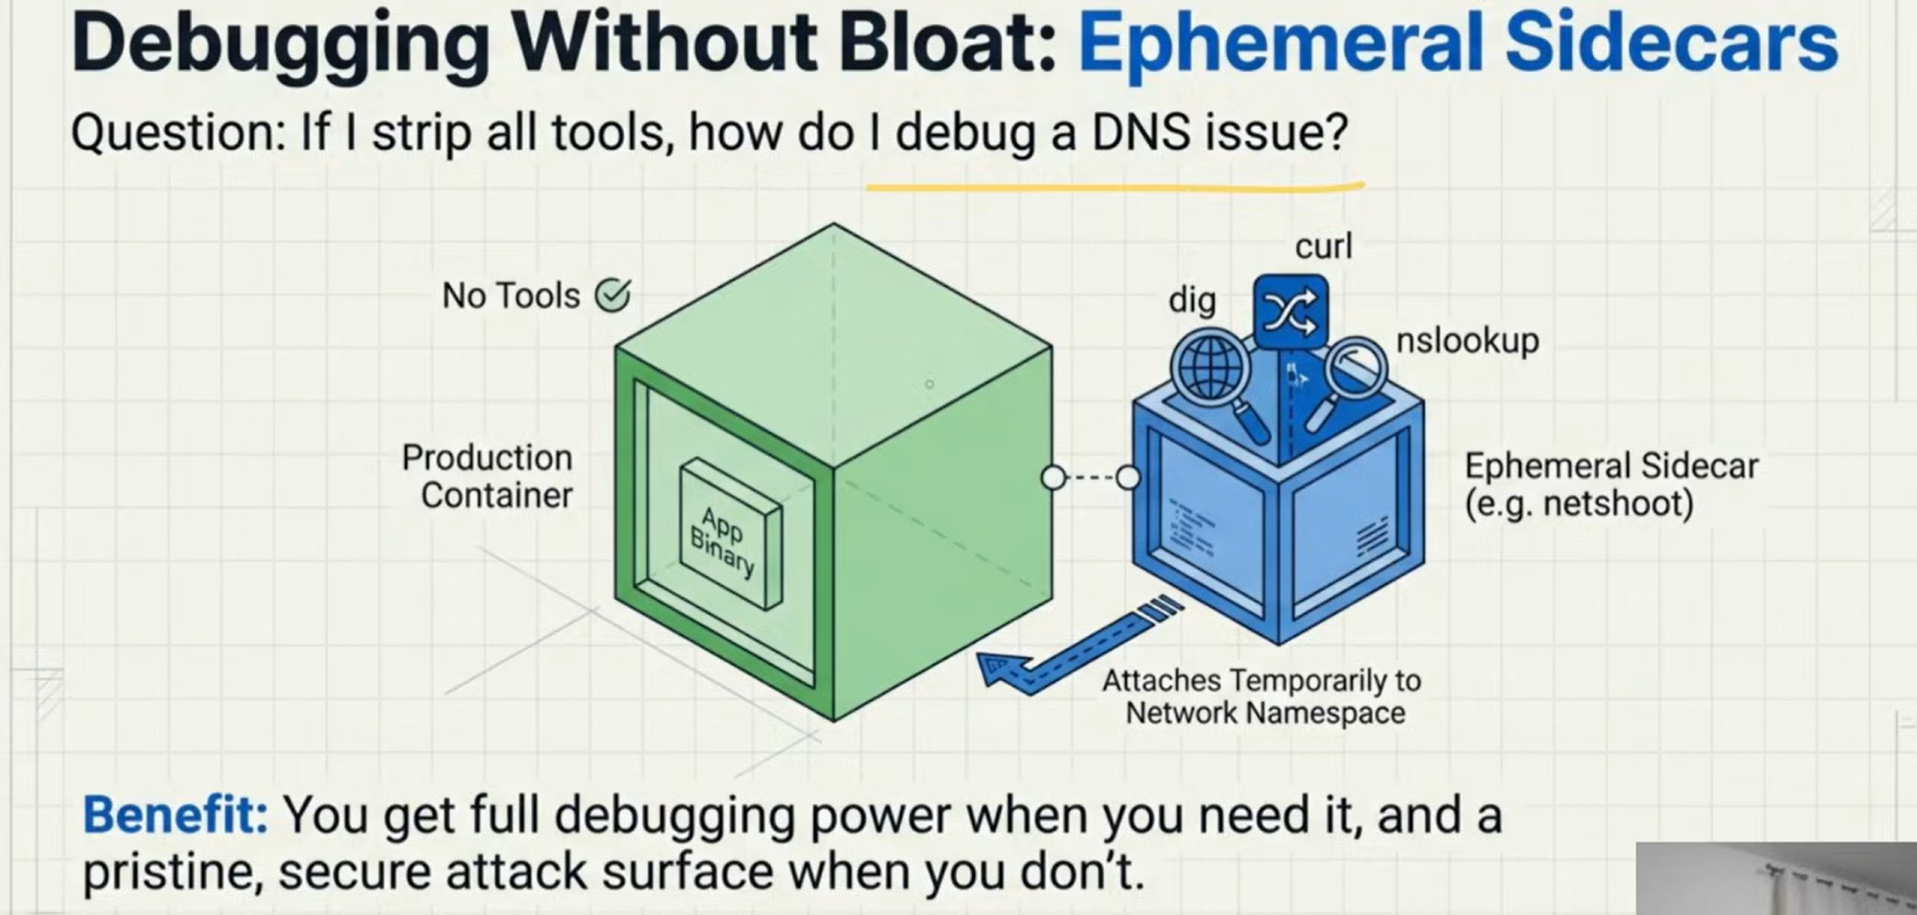 Debugging Without Bloat: Ephemeral Sidecars
Question: If I strip all tools, how do I debug a DNS issue?
No Tools
curl
dig
nslookup
Production
Container
App
Binary
Ephemeral Sidecar
(e.g. netshoot)
Attaches Temporarily to
Network Namespace
Benefit: You get full debugging power when you need it, and a
pristine, secure attack surface when you don't.